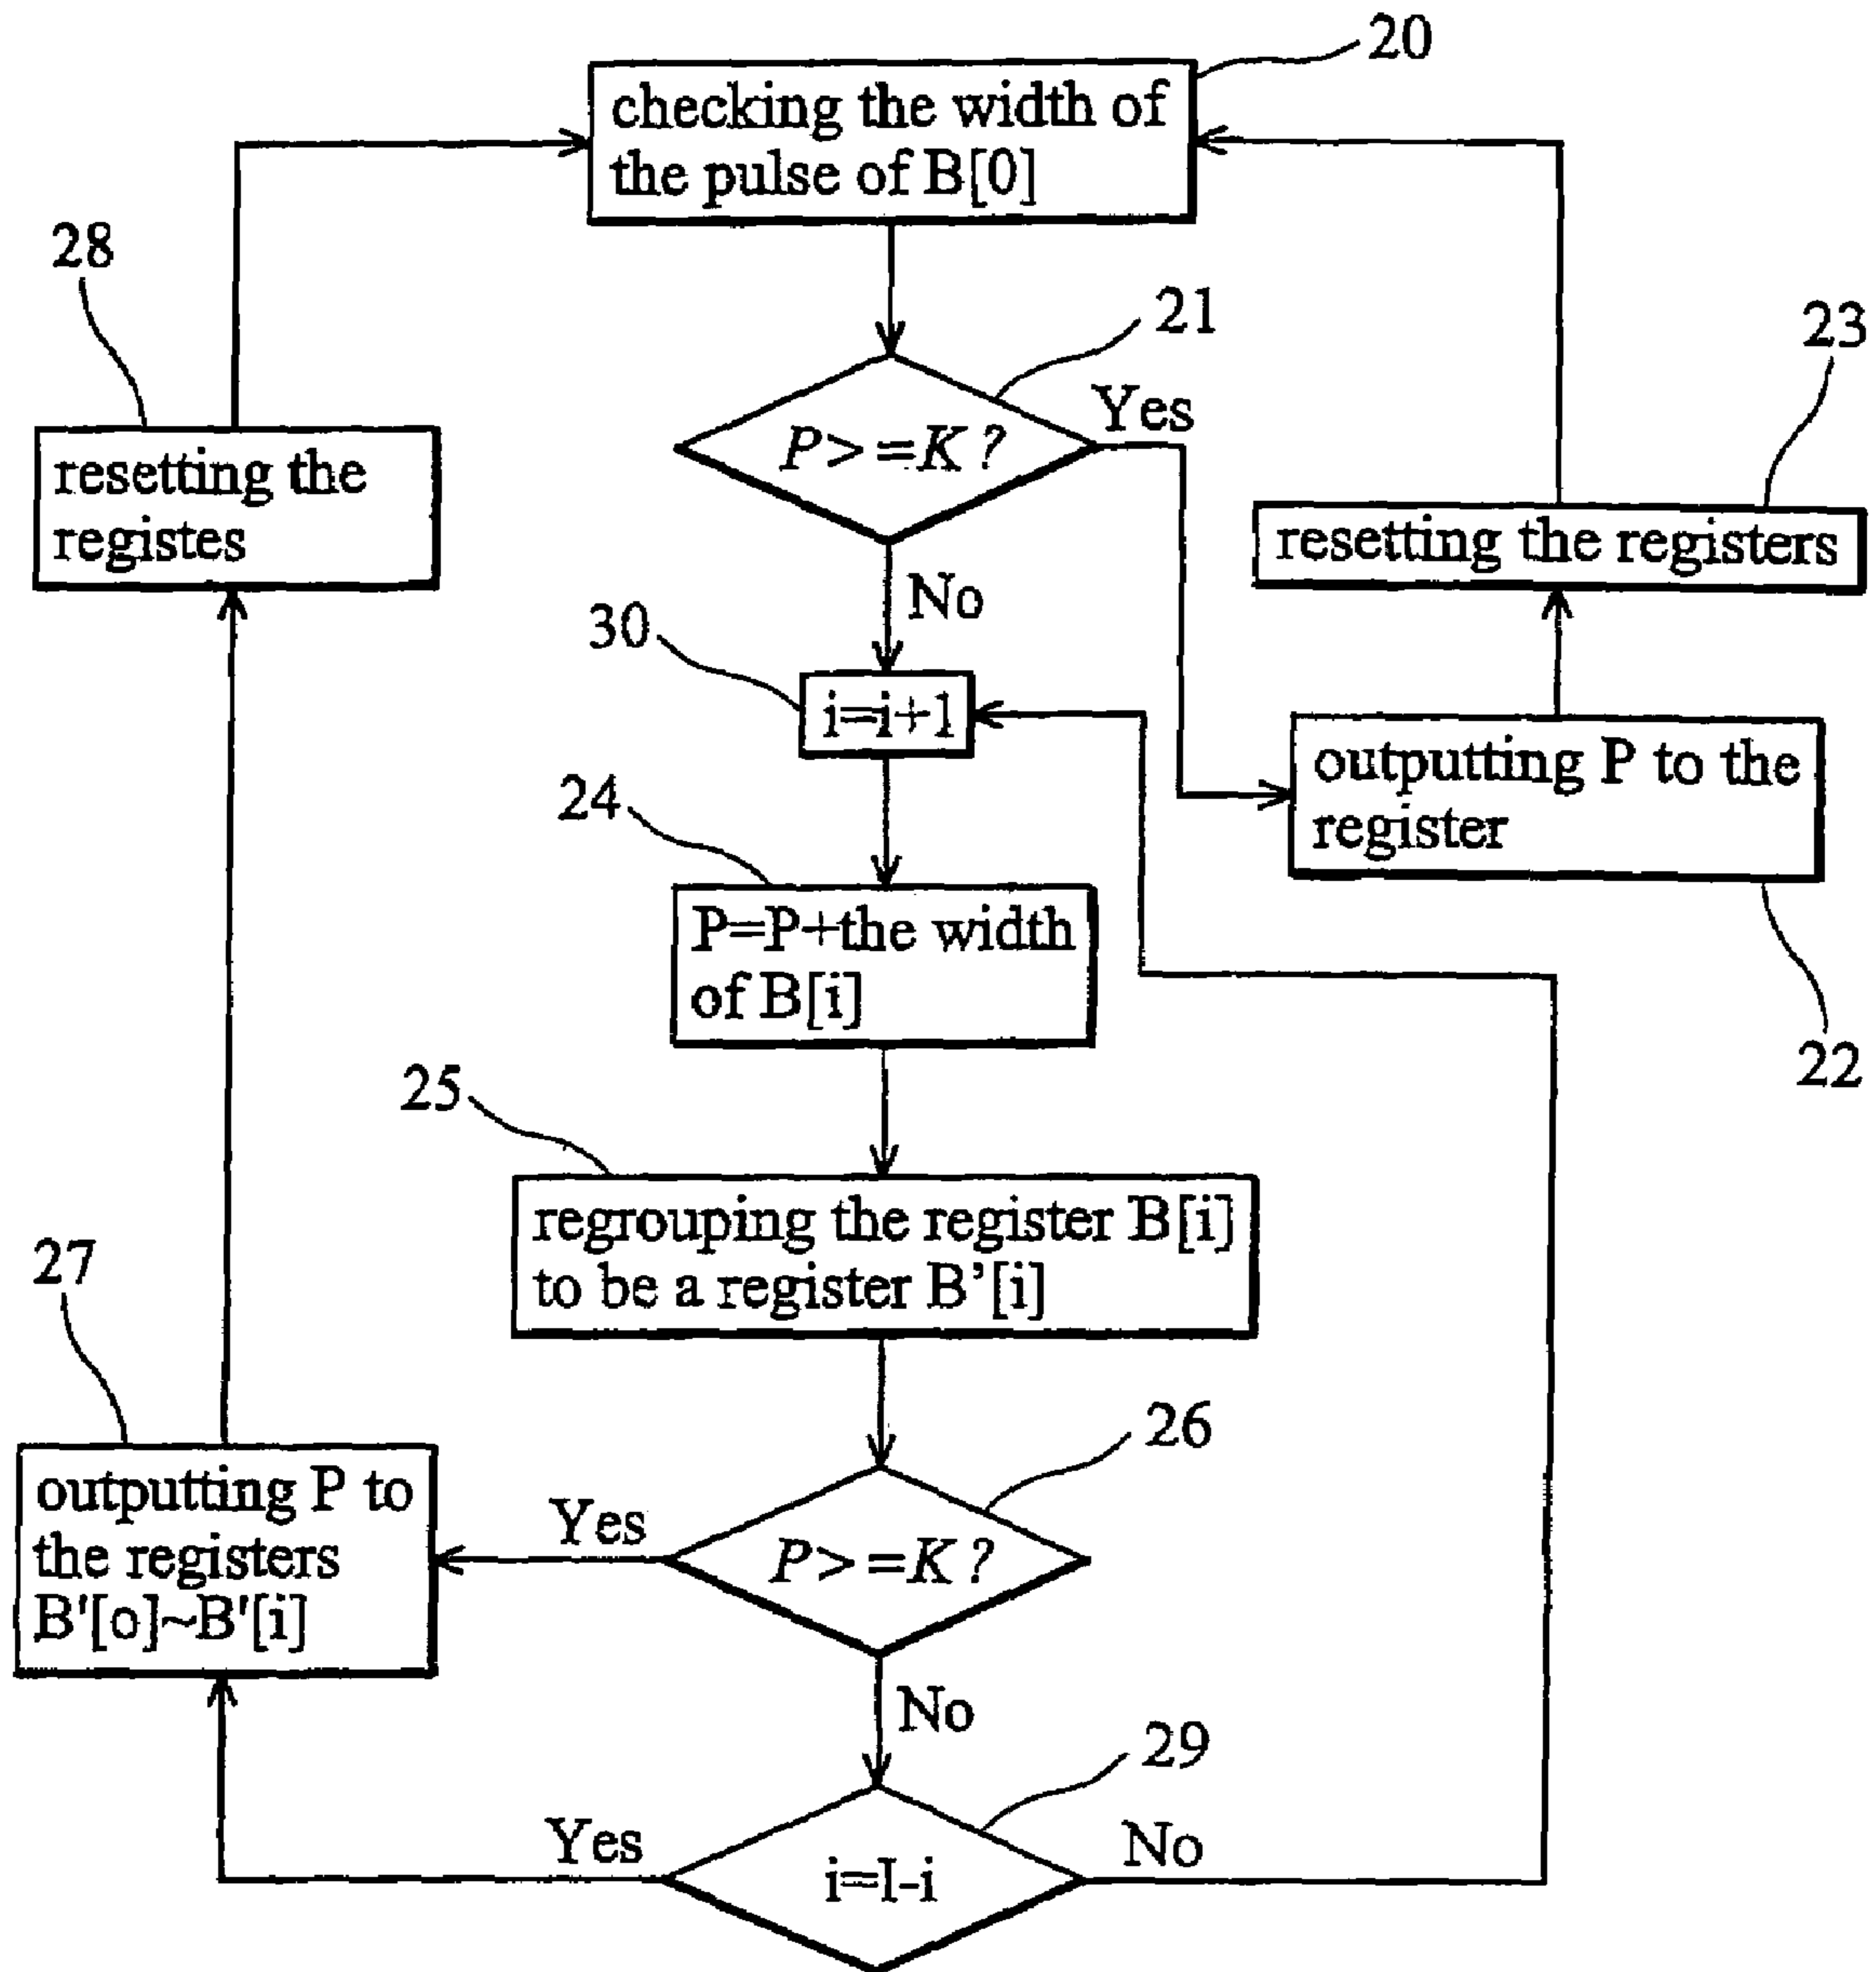 20
checking the width of
the pulse of B[0]
28
21
23
Yes
P>=K?
resetting the
registes
resetting the registers
No
30
i=i+1
outputting P to the
register
24
P=P+the width
of B[i]
22
25
regrouping the register B[i]
to be a register B’[i]
27
26
outputting P to
the registers
B'[o]~B'[i]
Yes
P>=K?
No
29
Yes
No
i=I-i